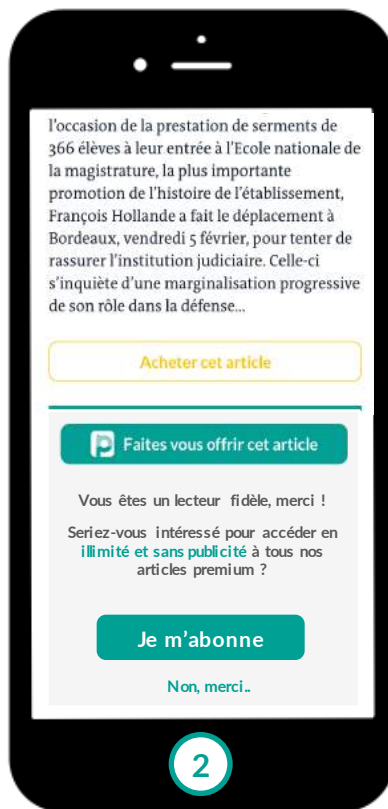 l'occasion de la prestation de serments de
366 élèves à leur entrée à l'Ecole nationale de
la magistrature, la plus importante
promotion de l'histoire de l'établissement,
François Hollande a fait le déplacement à
Bordeaux, vendredi 5 février, pour tenter de
rassurer l'institution judiciaire. Celle-ci
s'inquiète d'une marginalisation progressive
de son rôle dans la défense...
Acheter cet article
Faites vous offrir cet article
Vous êtes un lecteur fidèle, merci !
Seriez-vous intéressé pour accéder en
illimité et sans publicité à tous nos
articles premium ?
Je m'abonne
Non, merci..
2